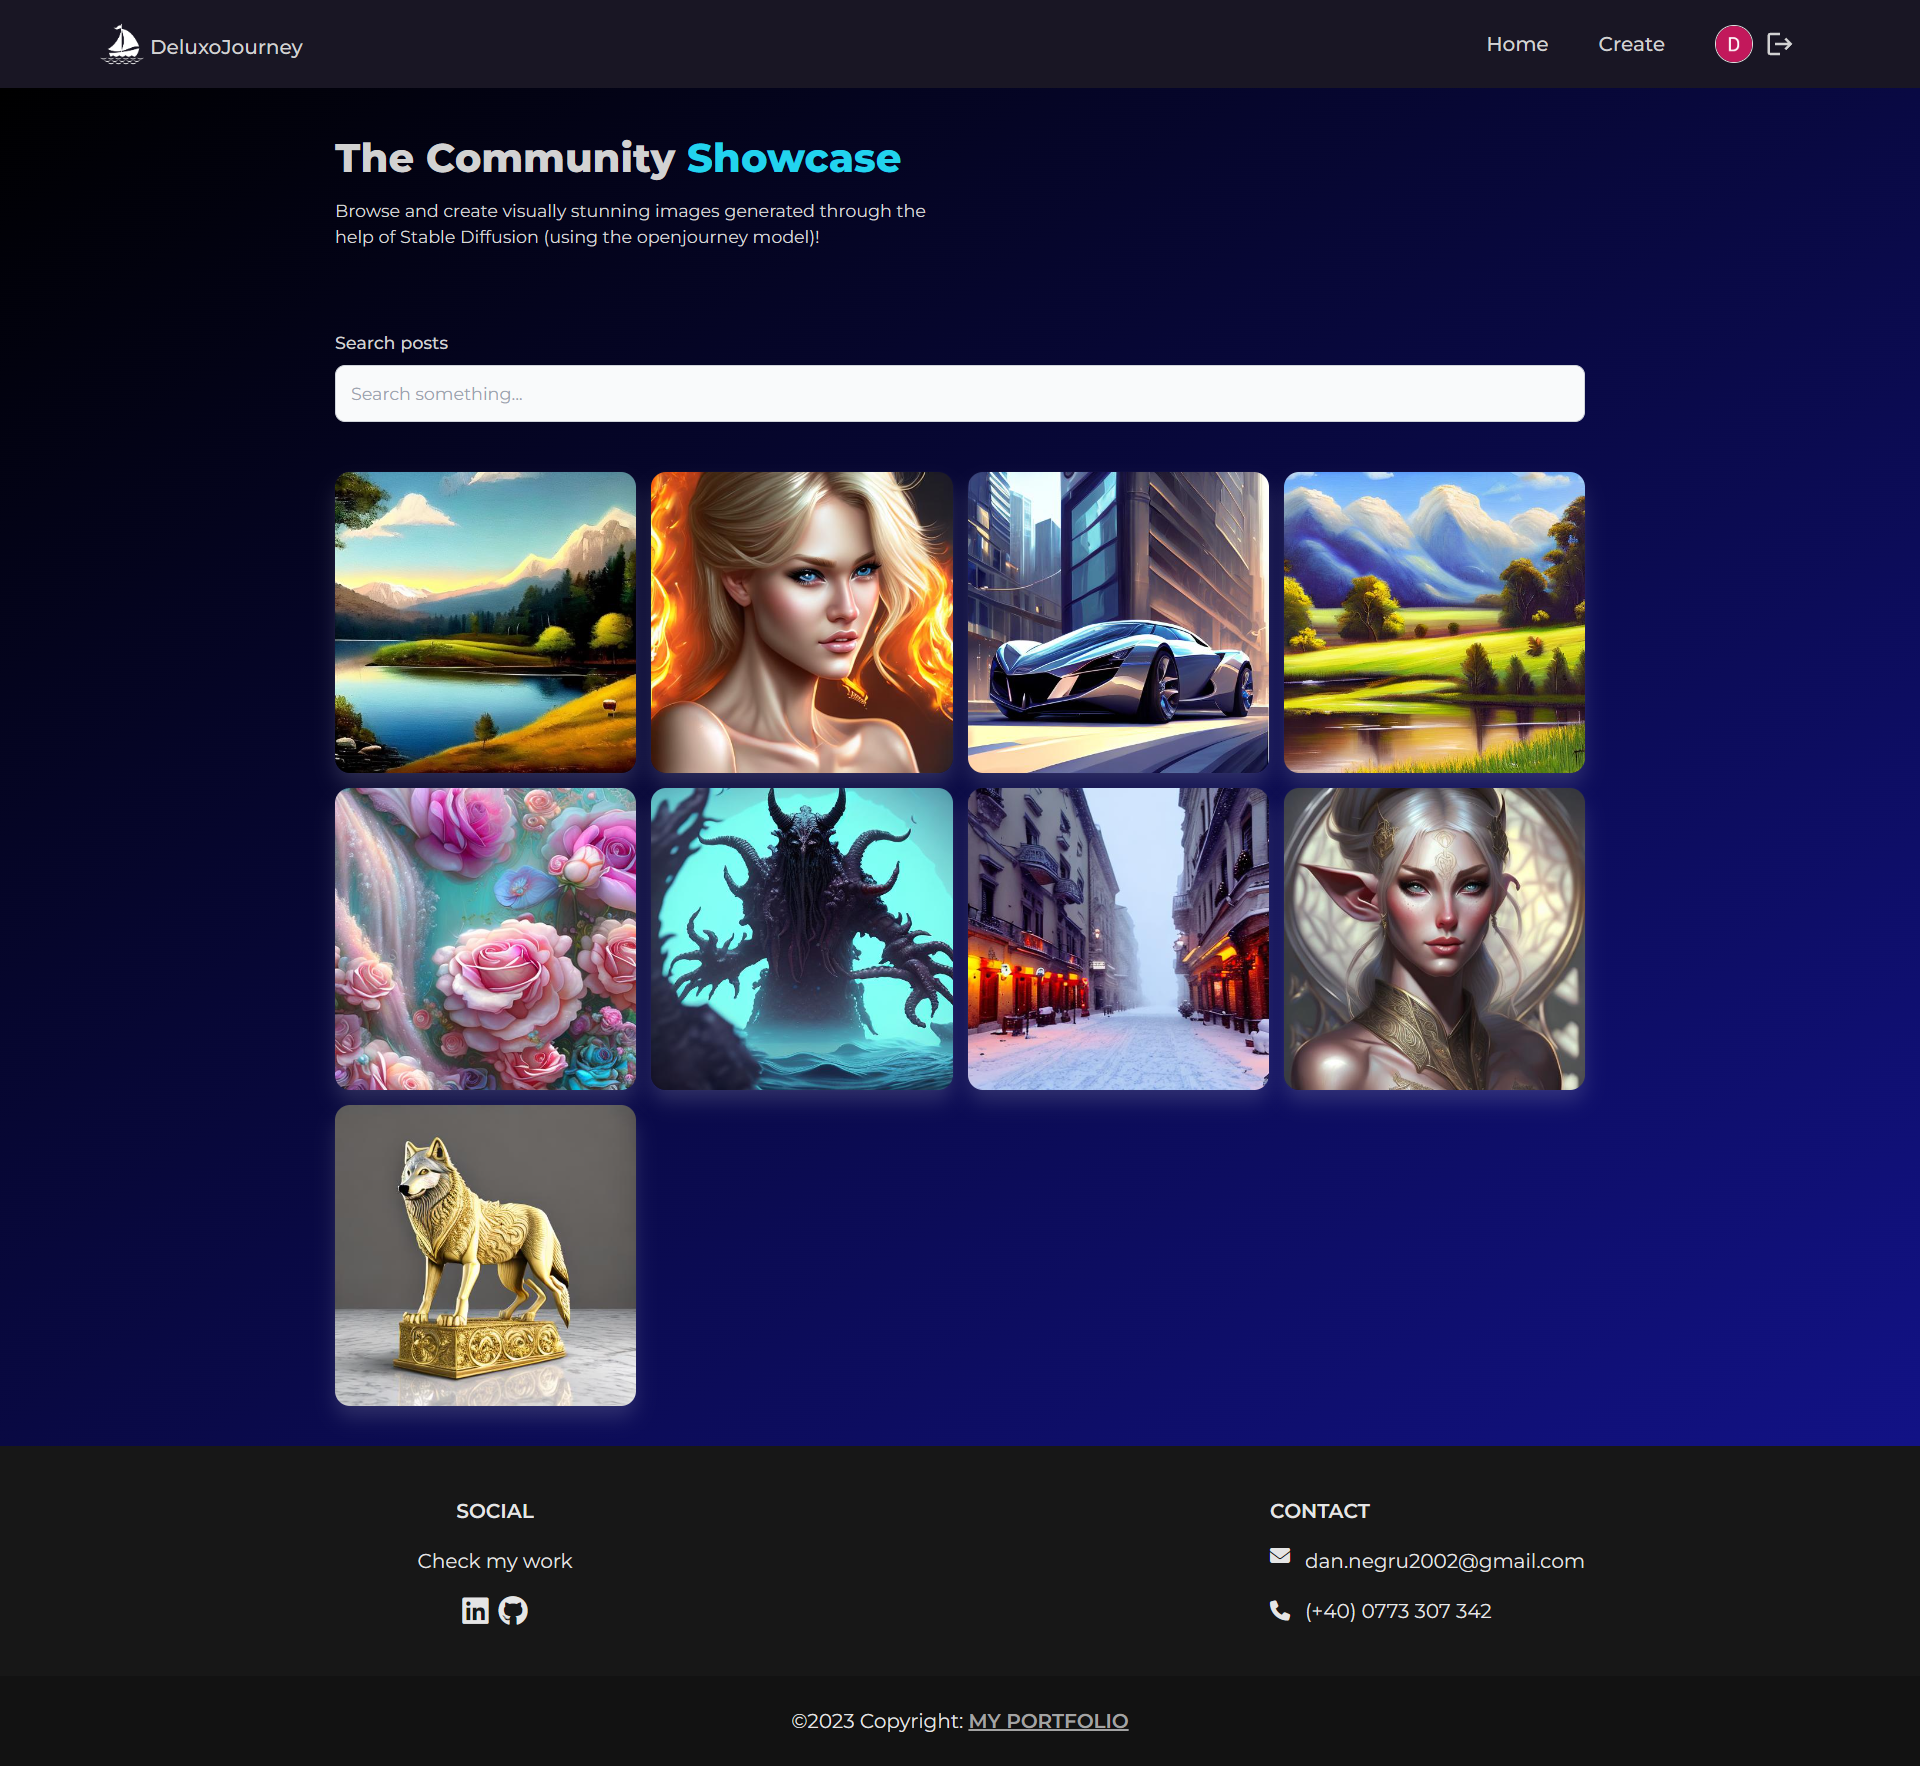 DeluxoJourney
Home
Create
D
The Community Showcase
Browse and create visually stunning images generated through the
help of Stable Diffusion (using the openjourney model)!
Search posts
Search something...
SOCIAL
Check my work
in
CONTACT
dan.negru2002@gmail.com
(+40) 0773 307 342
©2023 Copyright: MY PORTFOLIO